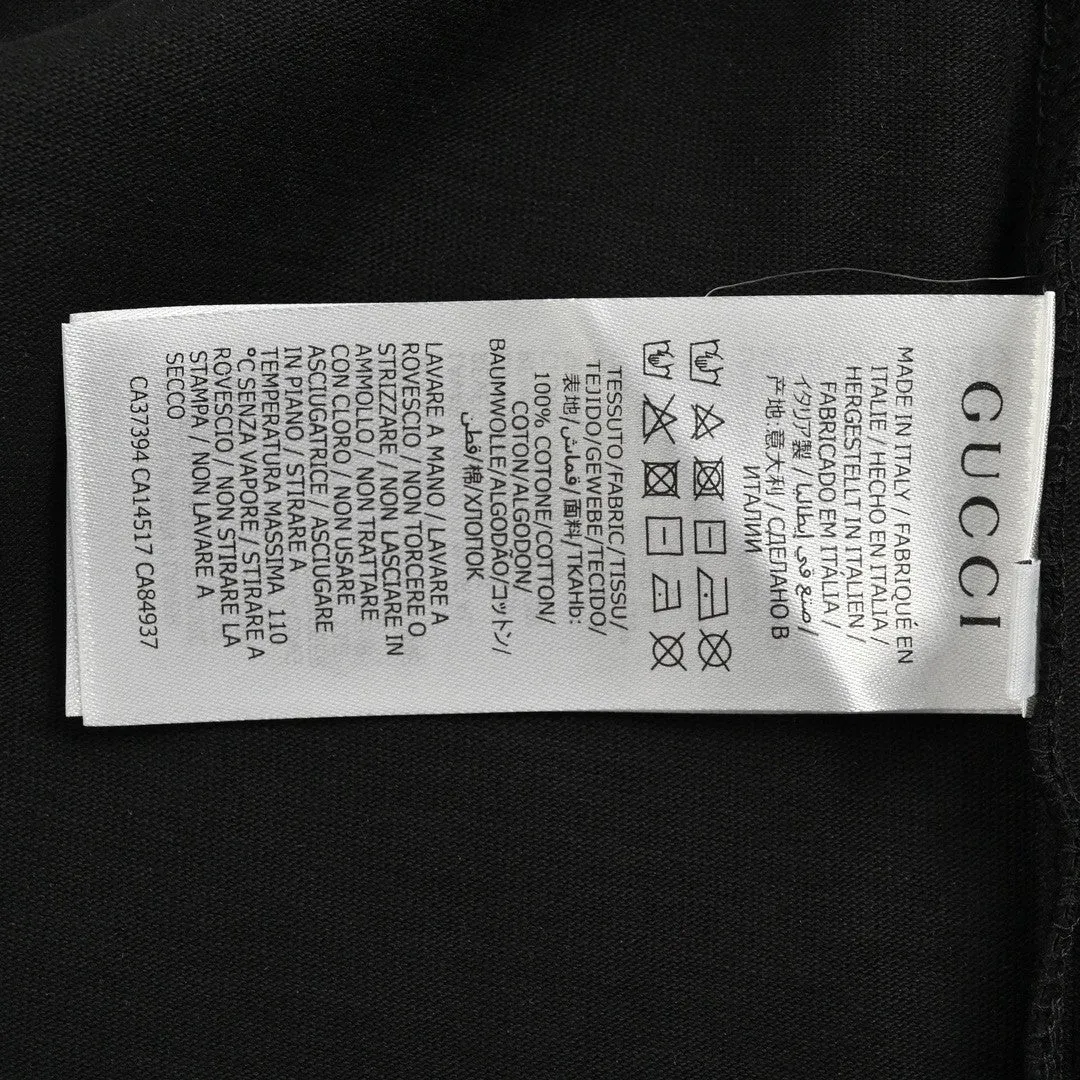 GUCCI
MADE IN ITALY / FABRIQUÉ EN
ITALIE / HECHO EN ITALIA /
HERGESTELLT IN ITALIEN /
FABRICADO EM ITALIA /
イタリア製 / صنع في إيطاليا /
产地:意大利 / СДЕЛАНО В
ИТАЛИИ
TESSUTO/FABRIC/TISSU/
TEJIDO/GEWEBE/TECIDO/
表地/قماش/面料/ТКАНЬ:
100% COTONE/COTTON/
COTON/ALGODON/
BAUMWOLLE/ALGODÃO/コットン/
قطن/棉/ХЛОПОК
LAVARE A MANO / LAVARE A
ROVESCIO / NON TORCERE O
STRIZZARE / NON LASCIARE IN
AMMOLLO / NON TRATTARE
CON CLORO / NON USARE
ASCIUGATRICE / ASCIUGARE
IN PIANO / STIRARE A
TEMPERATURA MASSIMA 110
°C SENZA VAPORE / STIRARE A
ROVESCIO / NON STIRARE LA
STAMPA / NON LAVARE A
SECCO
CA37394 CA14517 CA84937